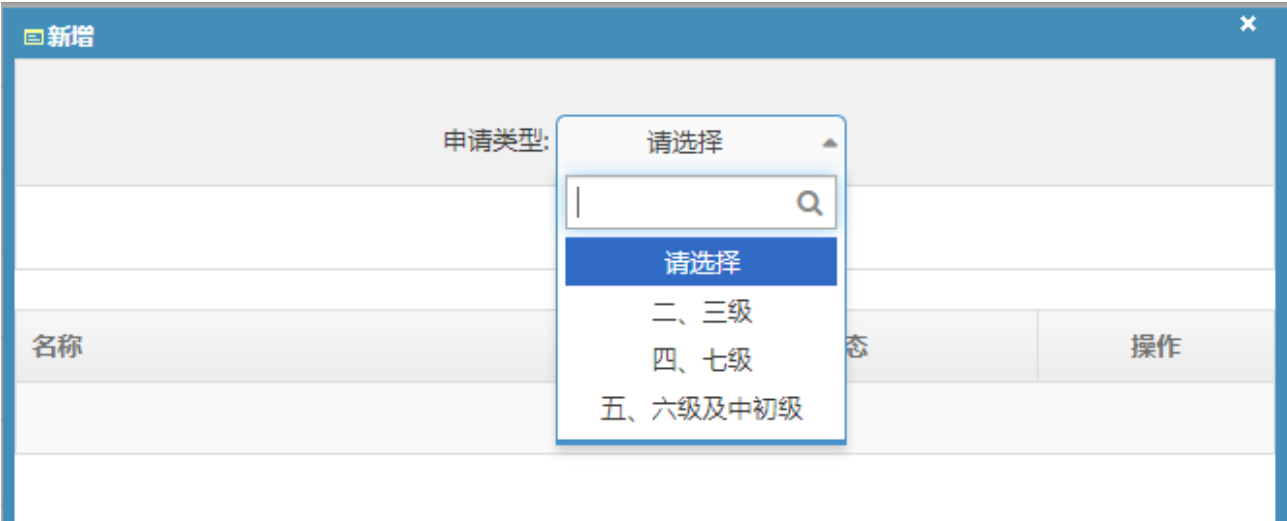 新增
申请类型: 请选择
请选择
二、三级
名称 态 操作
四、七级
五、六级及中初级